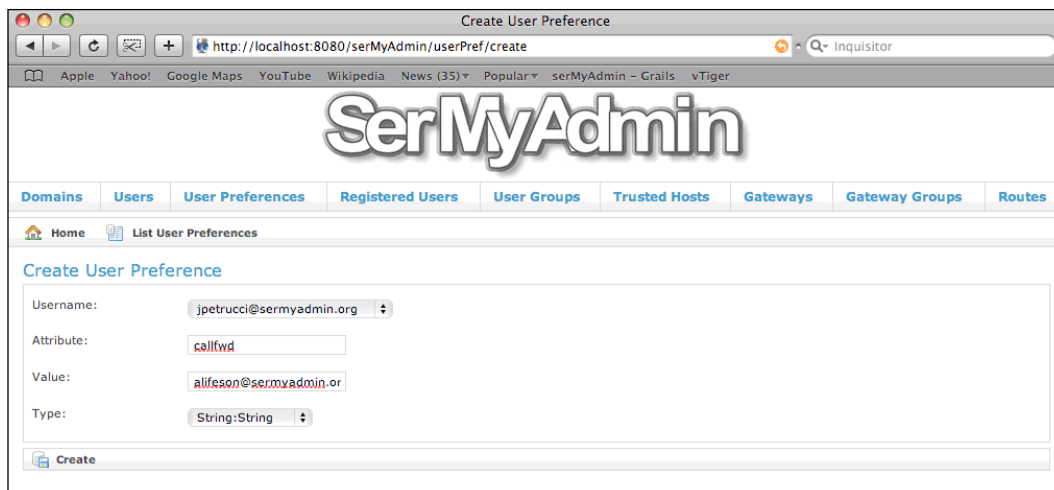 Create User Preference
http://localhost:8080/serMyAdmin/userPref/create
Inquisitor
Apple Yahoo! Google Maps YouTube Wikipedia News (35) Popular serMyAdmin – Grails vTiger
SerMyAdmin
Domains Users User Preferences Registered Users User Groups Trusted Hosts Gateways Gateway Groups Routes
Home List User Preferences
Create User Preference
Username: jpetrucci@sermyadmin.org
Attribute: callfwd
Value: alifeson@sermyadmin.or
Type: String:String
Create